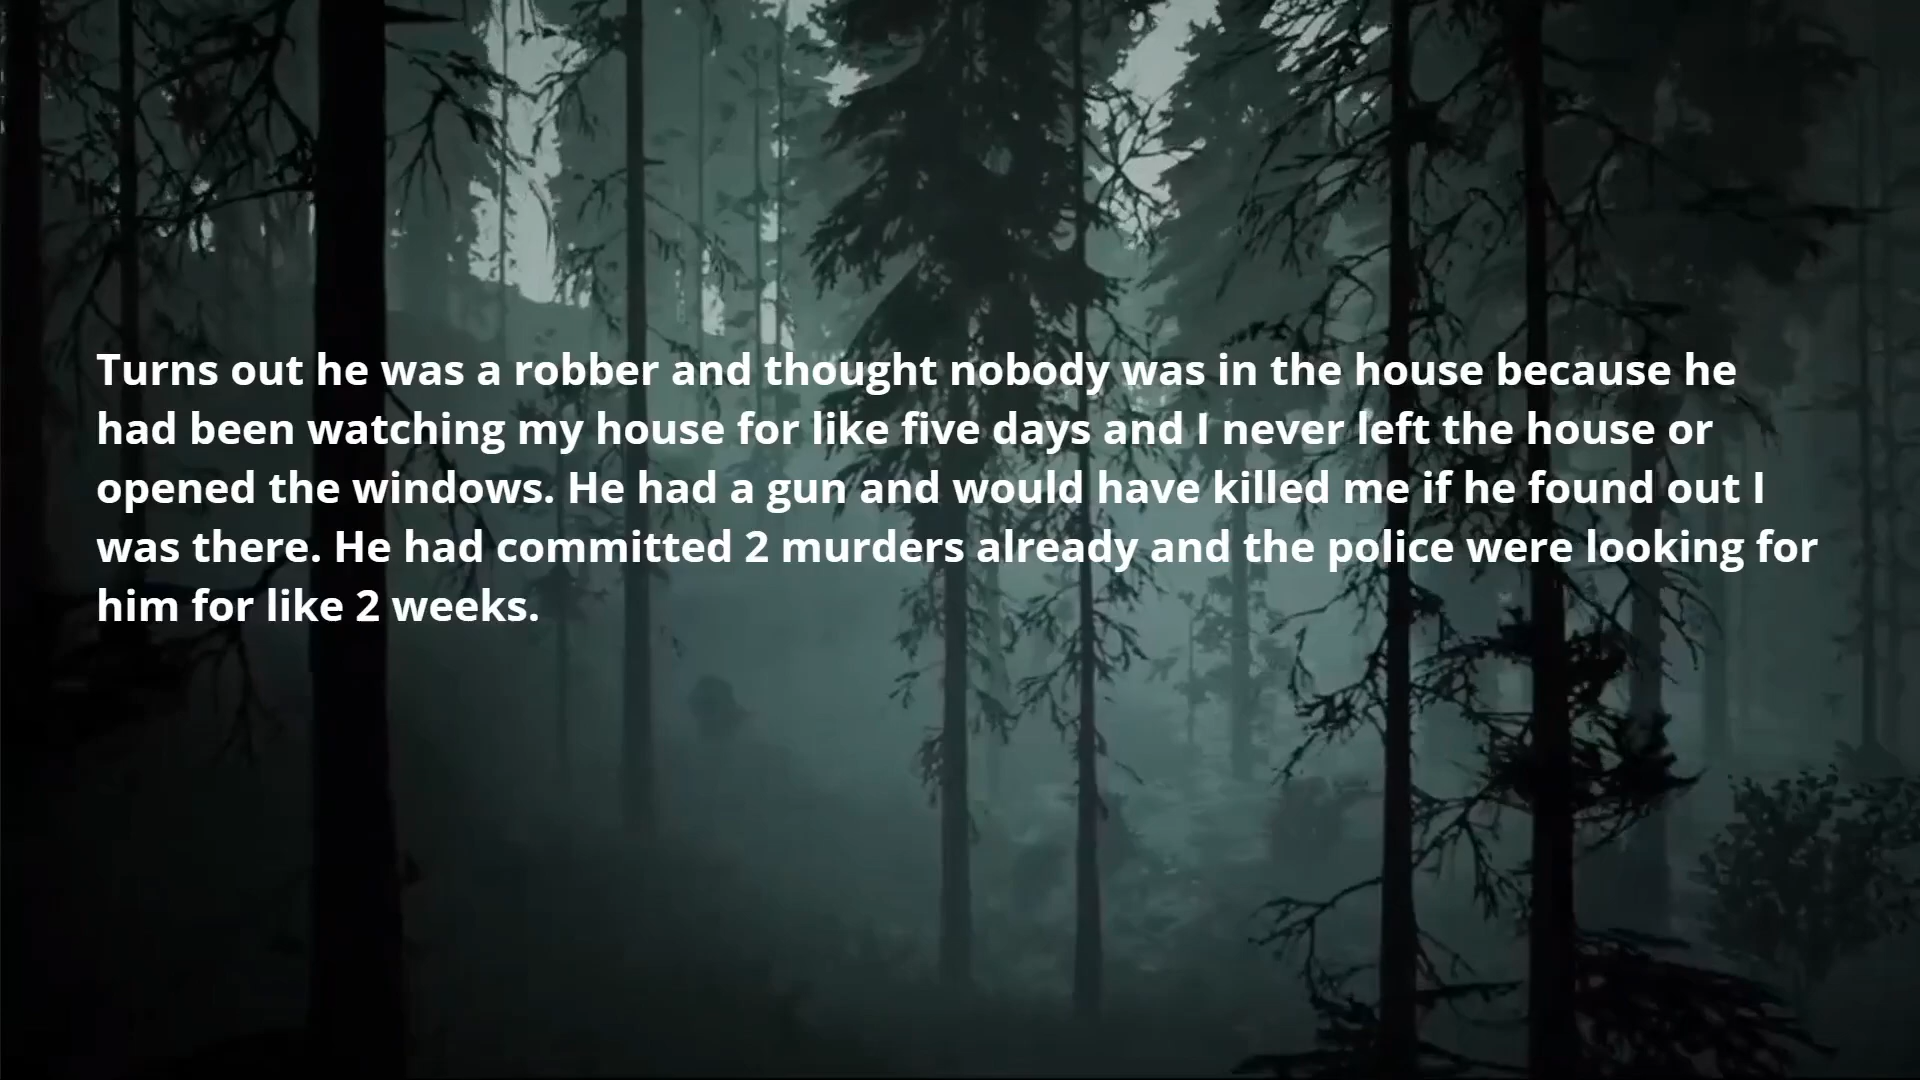 Turns out he was a robber and thought nobody was in the house because he
had been watching my house for like five days and I never left the house or
opened the windows. He had a gun and would have killed me if he found out I
was there. He had committed 2 murders already and the police were looking for
him for like 2 weeks.